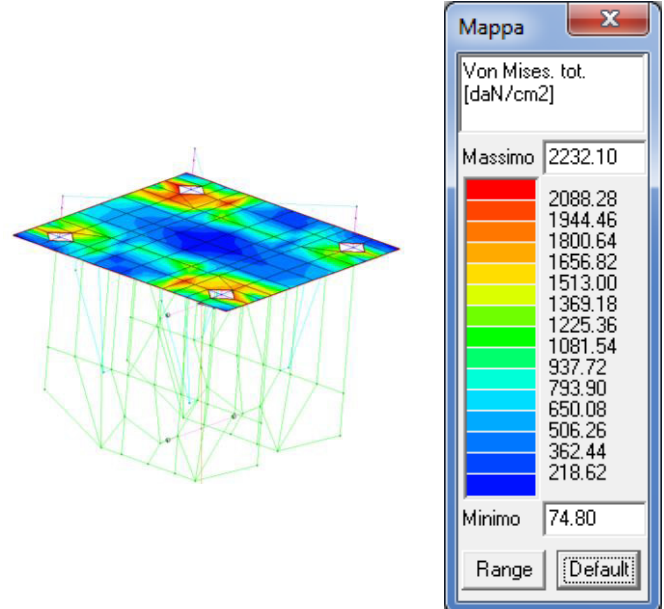 Mappa
Von Mises. tot.
[daN/cm2]
Massimo 2232.10
2088.28
1944.46
1800.64
1656.82
1513.00
1369.18
1225.36
1081.54
937.72
793.90
650.08
506.26
362.44
218.62
Minimo 74.80
Range Default